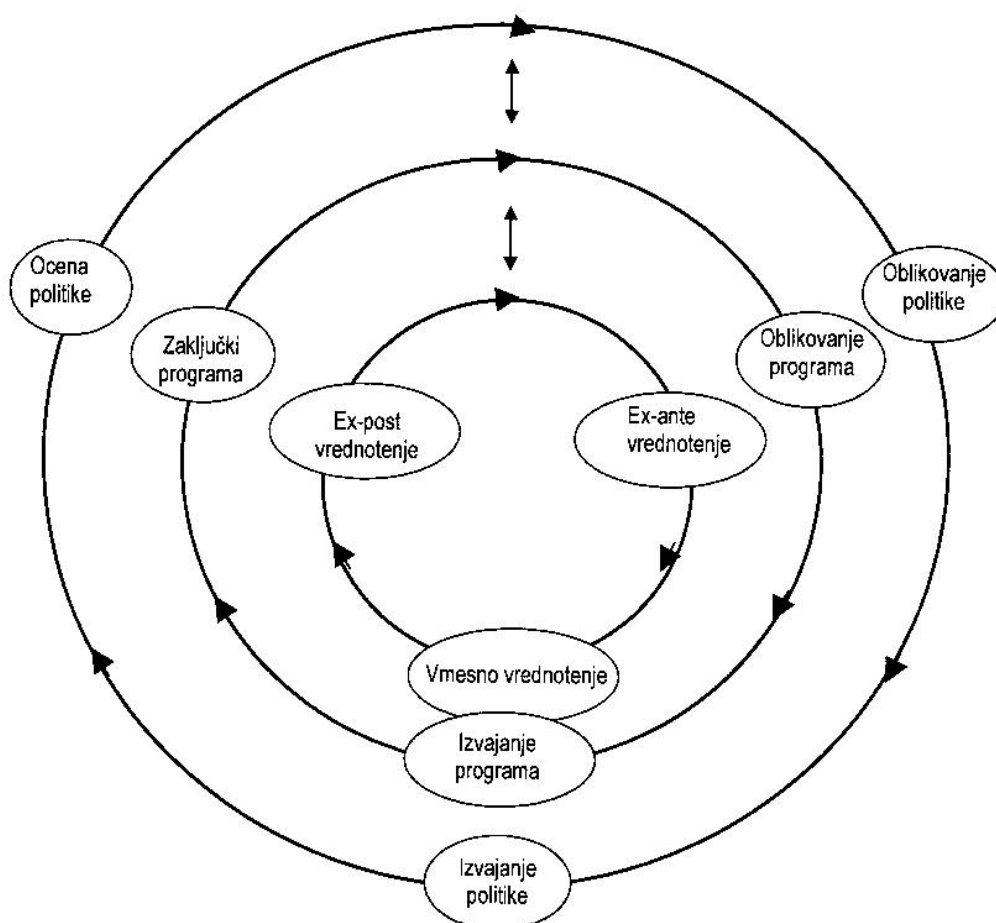 Ocena
politike
Oblikovanje
politike
Zaključki
programa
Oblikovanje
programa
Ex-post
vrednotenje
Ex-ante
vrednotenje
Vmesno vrednotenje
Izvajanje
programa
Izvajanje
politike